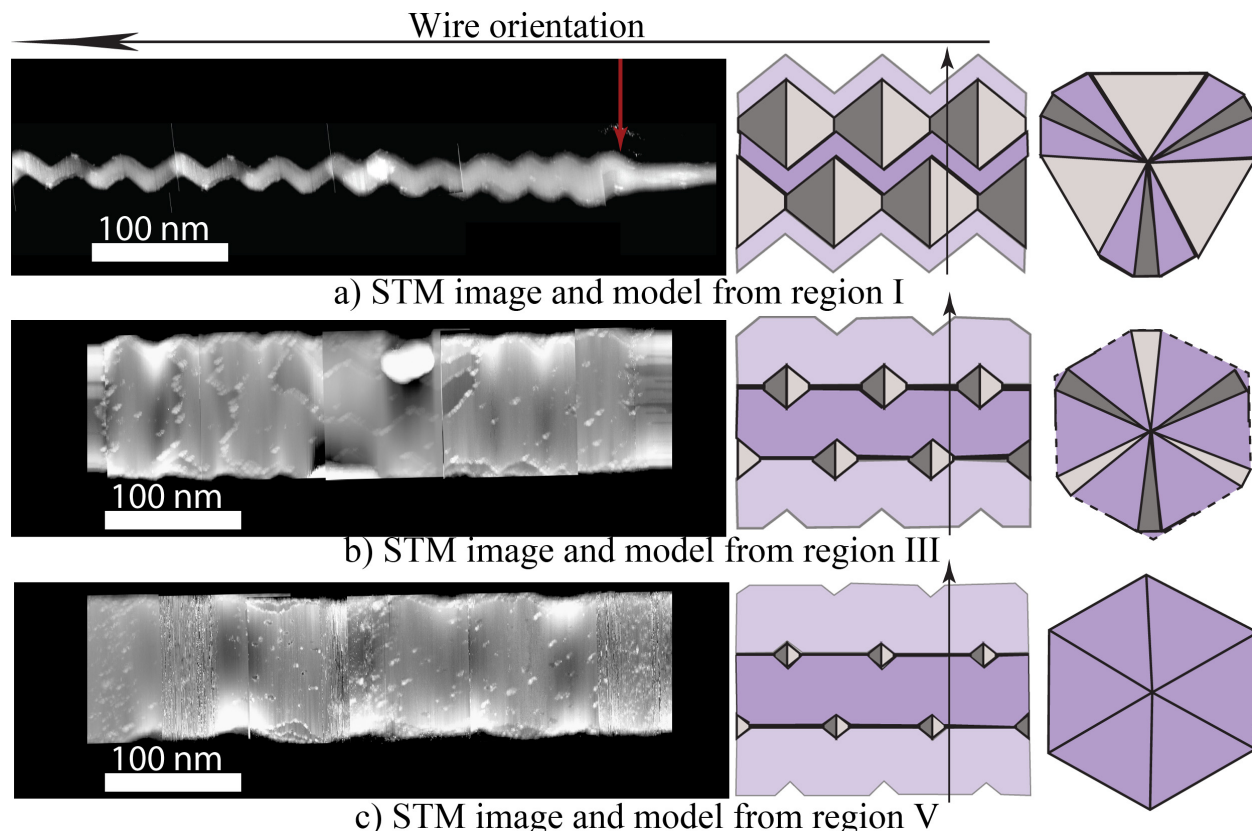 Wire orientation
100 nm
a) STM image and model from region I
100 nm
b) STM image and model from region III
100 nm
c) STM image and model from region V